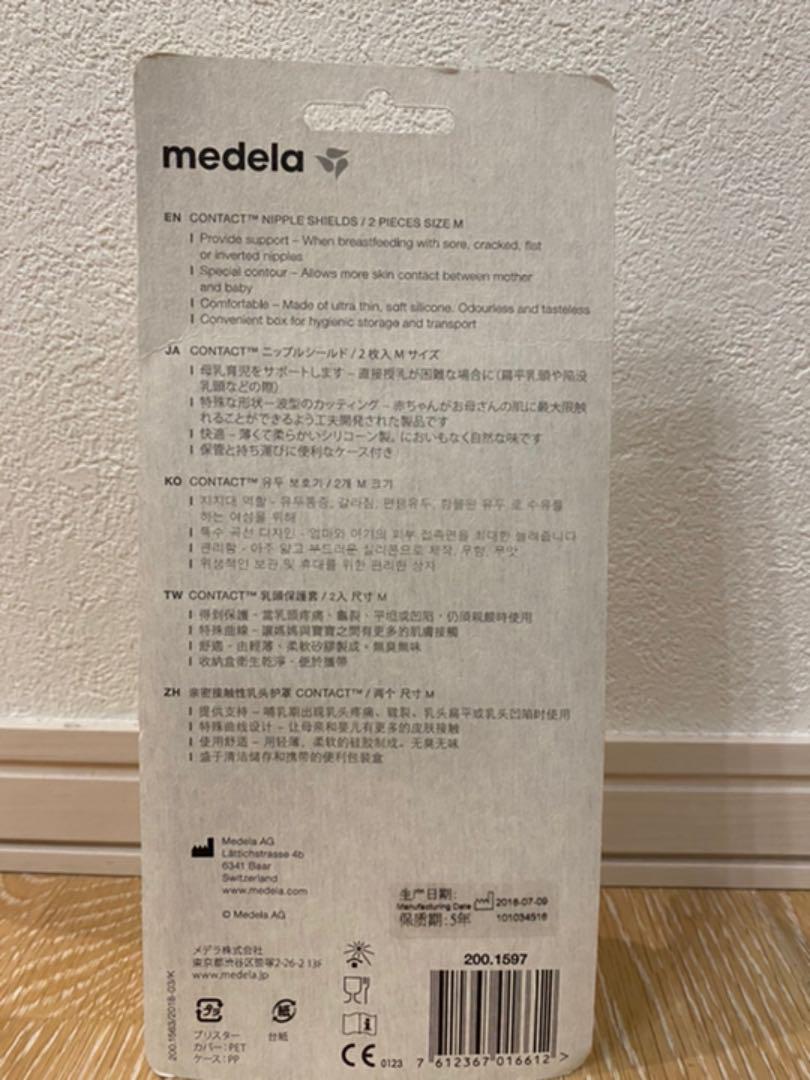 medela
EN CONTACT™ NIPPLE SHIELDS / 2 PIECES SIZE M
Provide support – When breastfeeding with sore, cracked, flat
or inverted nipples
Special contour – Allows more skin contact between mother
and baby
Comfortable – Made of ultra thin, soft silicone. Odourless and tasteless
Convenient box for hygienic storage and transport
JA CONTACT™ ニップルシールド / 2 枚入 M サイズ
母乳育児をサポートします – 直接授乳が困難な場合に(扁平乳頭や陥没
乳頭などの際)
特殊な形状 – 波型のカッティング – 赤ちゃんがお母さんの肌に最大限触
れることができるよう工夫開発された製品です
快適 – 薄くて柔らかいシリコーン製。においもなく自然な味です
保管と持ち運びに便利なケース付き
KO CONTACT™ 유두 보호기 / 2개 M 크기
지지대 역할 - 유두통증, 갈라짐, 편평유두, 함몰된 유두 로 수유를
하는 여성을 위해
특수 곡선 디자인 - 엄마와 아기의 피부 접촉면을 최대한 늘려줍니다
편리함 - 아주 얇고 부드러운 실리콘으로 제작. 무향, 무맛
위생적인 보관 및 휴대를 위한 편리한 상자
TW CONTACT™ 乳頭保護套 / 2入 尺寸 M
得到保護 - 當乳頭疼痛、龜裂、平坦或凹陷,仍須親餵時使用
特殊曲線 - 讓媽媽與寶寶之間有更多的肌膚接觸
舒適 - 由輕薄、柔軟矽膠製成,無臭無味
收納盒衛生乾淨,便於攜帶
ZH 亲密接触性乳头护罩 CONTACT™ / 两个 尺寸 M
提供支持 – 哺乳期出现乳头疼痛、皲裂、乳头扁平或乳头凹陷时使用
特殊曲线设计 – 让母亲和婴儿有更多的皮肤接触
使用舒适 – 用轻薄、柔软的硅胶制成。无臭无味
盛于清洁储存和携带的便利包装盒
Medela AG
Lättichstrasse 4b
6341 Baar
Switzerland
www.medela.com
© Medela AG
生产日期:
Manufacturing Date 2018-07-09
保质期:5年 101034516
メデラ株式会社
東京都渋谷区笹塚2-26-2 13F
www.medela.jp
200.1597
プラ
紙
ブリスター
カバー:PET
ケース:PP
台紙
CE 0123
7 612367 016612 >
200.1563/2018-03/K